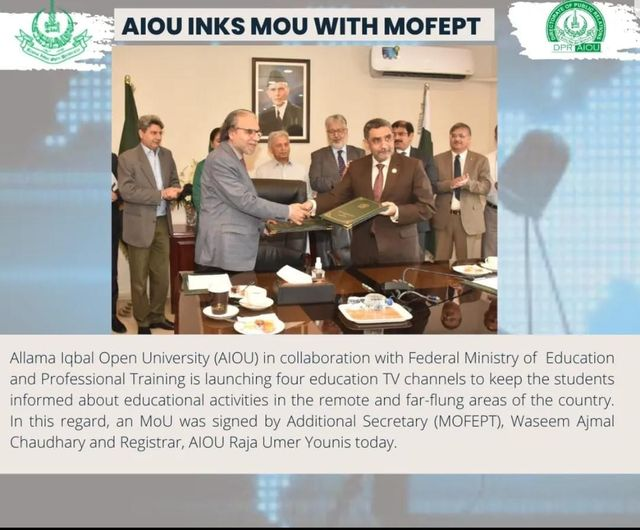 AIOU INKS MOU WITH MOFEPT
DIRECTORATE OF PUBLIC RELATIONS
DPR AIOU
Allama Iqbal Open University (AIOU) in collaboration with Federal Ministry of Education
and Professional Training is launching four education TV channels to keep the students
informed about educational activities in the remote and far-flung areas of the country.
In this regard, an MoU was signed by Additional Secretary (MOFEPT), Waseem Ajmal
Chaudhary and Registrar, AIOU Raja Umer Younis today.